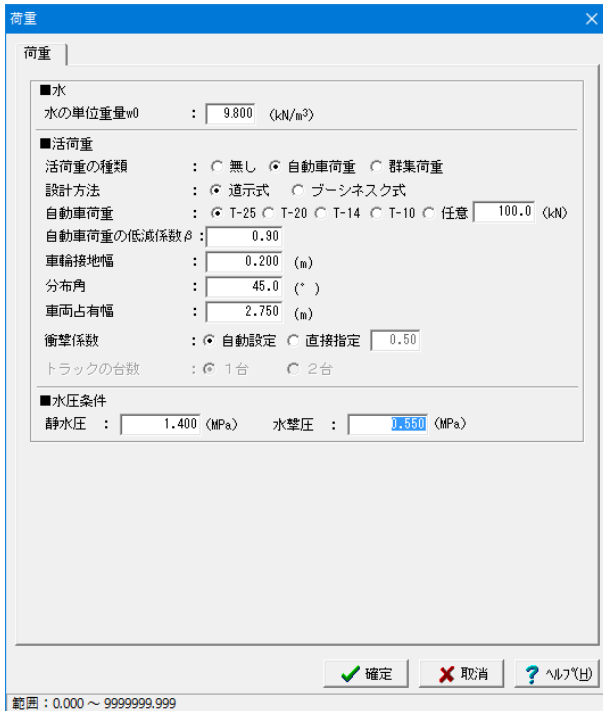 荷重
荷重
■水
水の単位重量w0 : 9.800 (kN/m³)
■活荷重
活荷重の種類 : 無し 自動車荷重 群集荷重
設計方法 : 道示式 ブーシネスク式
自動車荷重 : T-25 T-20 T-14 T-10 任意 100.0 (kN)
自動車荷重の低減係数β : 0.90
車輪接地幅 : 0.200 (m)
分布角 : 45.0 (°)
車両占有幅 : 2.750 (m)
衝撃係数 : 自動設定 直接指定 0.50
トラックの台数 : 1台 2台
■水圧条件
静水圧 : 1.400 (MPa) 水撃圧 : 0.550 (MPa)
確定 取消 ヘルプ(H)
範囲：0.000 ～ 9999999.999